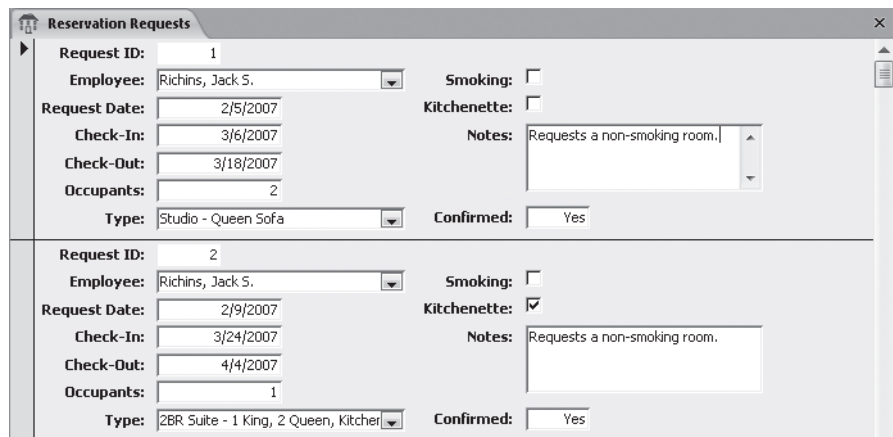 Reservation Requests
Request ID: 1
Employee: Richins, Jack S. Smoking:
Request Date: 2/5/2007 Kitchenette:
Check-In: 3/6/2007 Notes: Requests a non-smoking room.
Check-Out: 3/18/2007
Occupants: 2
Type: Studio - Queen Sofa Confirmed: Yes
Request ID: 2
Employee: Richins, Jack S. Smoking:
Request Date: 2/9/2007 Kitchenette:
Check-In: 3/24/2007 Notes: Requests a non-smoking room.
Check-Out: 4/4/2007
Occupants: 1
Type: 2BR Suite - 1 King, 2 Queen, Kitcher Confirmed: Yes